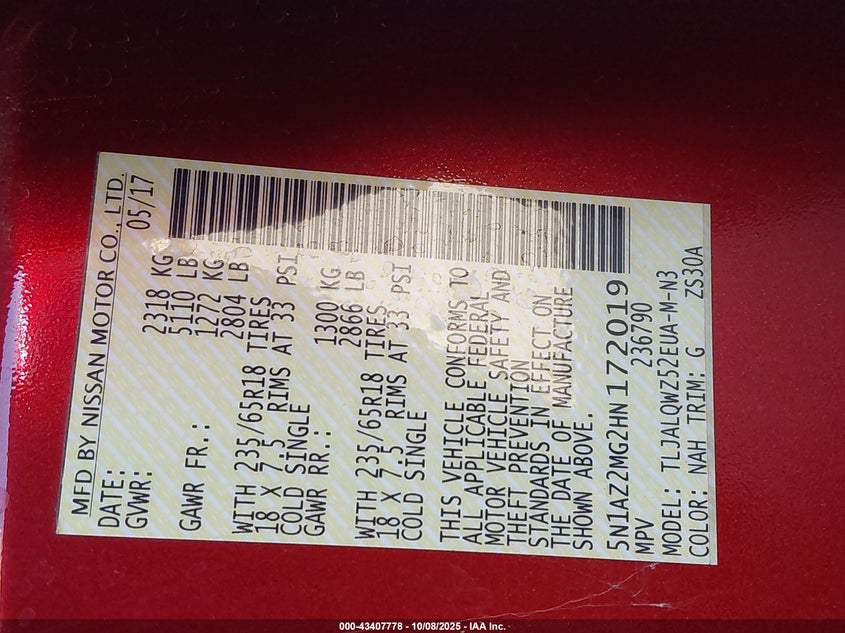 MFD BY NISSAN MOTOR CO., LTD.
DATE: 05/17
GVWR: 2318 KG
5110 LB
GAWR FR.: 1272 KG
2804 LB
WITH 235/65R18 TIRES
18 X 7.5 RIMS AT 33 PSI
COLD SINGLE
GAWR RR.: 1300 KG
2866 LB
WITH 235/65R18 TIRES
18 X 7.5 RIMS AT 33 PSI
COLD SINGLE
THIS VEHICLE CONFORMS TO
ALL APPLICABLE FEDERAL
MOTOR VEHICLE SAFETY AND
THEFT PREVENTION
STANDARDS IN EFFECT ON
THE DATE OF MANUFACTURE
SHOWN ABOVE.
5N1AZ2MG2HN172019
MPV 236790
MODEL: TLJALQWZ52EUA-M-N3
COLOR: NAH TRIM: G ZS30A
000-43407778 - 10/08/2025 - IAA Inc.